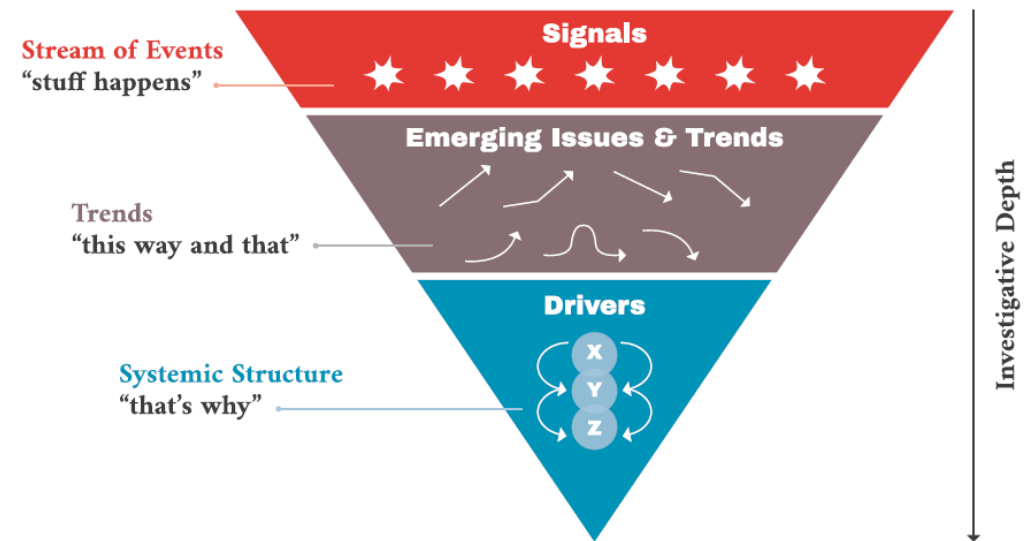 Signals
Stream of Events
“stuff happens”
Emerging Issues & Trends
Trends
“this way and that”
Drivers
X
Y
Z
Systemic Structure
“that’s why”
Investigative Depth